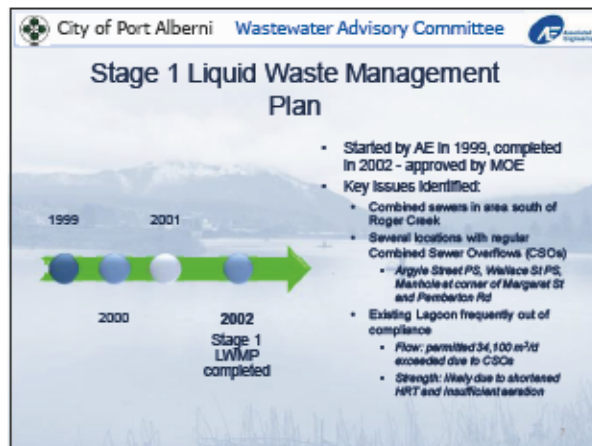 City of Port Alberni Wastewater Advisory Committee
Associated
Engineering
Stage 1 Liquid Waste Management
Plan
1999
2001
2000
2002
Stage 1
LWMP
completed
• Started by AE in 1999, completed
in 2002 - approved by MOE
• Key Issues Identified:
• Combined sewers in area south of
Roger Creek
• Several locations with regular
Combined Sewer Overflows (CSOs)
• Argyle Street PS, Wallace St PS,
Manhole at corner of Margaret St
and Pemberton Rd
• Existing Lagoon frequently out of
compliance
• Flow: permitted 34,100 m³/d
exceeded due to CSOs
• Strength: likely due to shortened
HRT and insufficient aeration